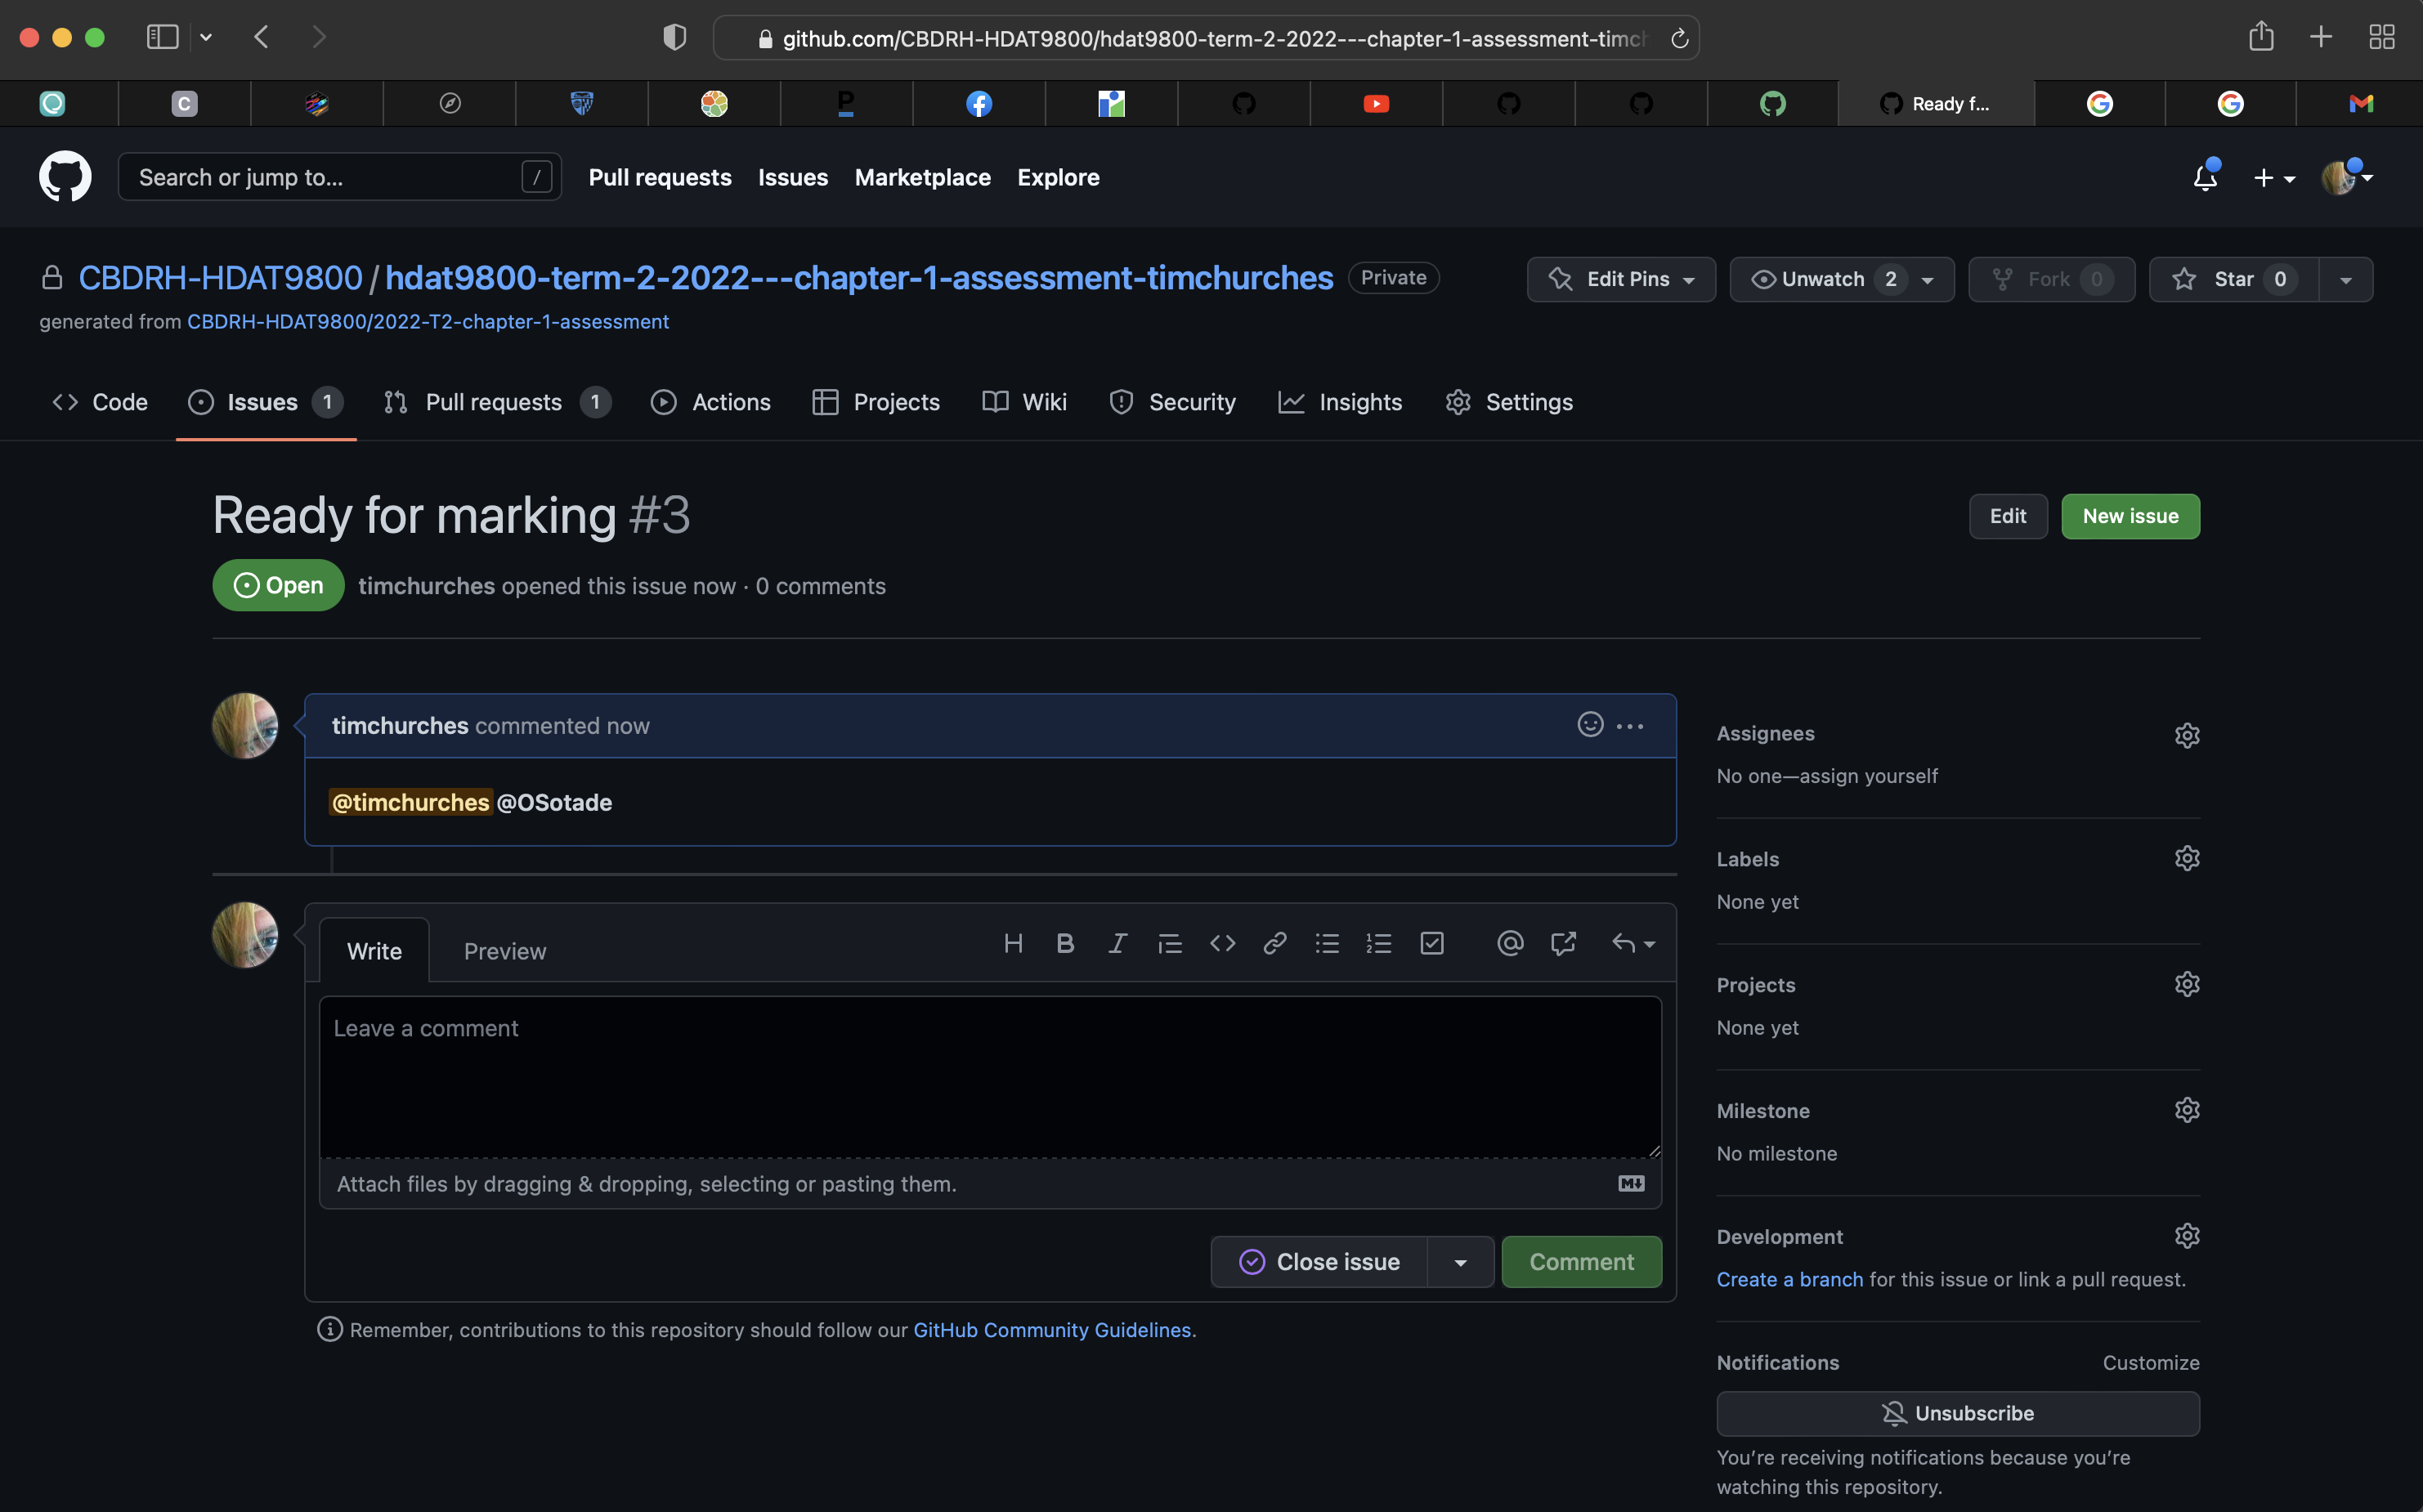 github.com/CBDRH-HDAT9800/hdat9800-term-2-2022---chapter-1-assessment-timch
C
P
Ready f...
Search or jump to... /
Pull requests Issues Marketplace Explore
CBDRH-HDAT9800 / hdat9800-term-2-2022---chapter-1-assessment-timchurches Private
Edit Pins Unwatch 2 Fork 0 Star 0
generated from CBDRH-HDAT9800/2022-T2-chapter-1-assessment
Code Issues 1 Pull requests 1 Actions Projects Wiki Security Insights Settings
Ready for marking #3
Edit New issue
Open timchurches opened this issue now · 0 comments
timchurches commented now
@timchurches @OSotade
Write Preview
Leave a comment
Attach files by dragging & dropping, selecting or pasting them.
Close issue Comment
Remember, contributions to this repository should follow our GitHub Community Guidelines.
Assignees
No one—assign yourself
Labels
None yet
Projects
None yet
Milestone
No milestone
Development
Create a branch for this issue or link a pull request.
Notifications Customize
Unsubscribe
You're receiving notifications because you're
watching this repository.